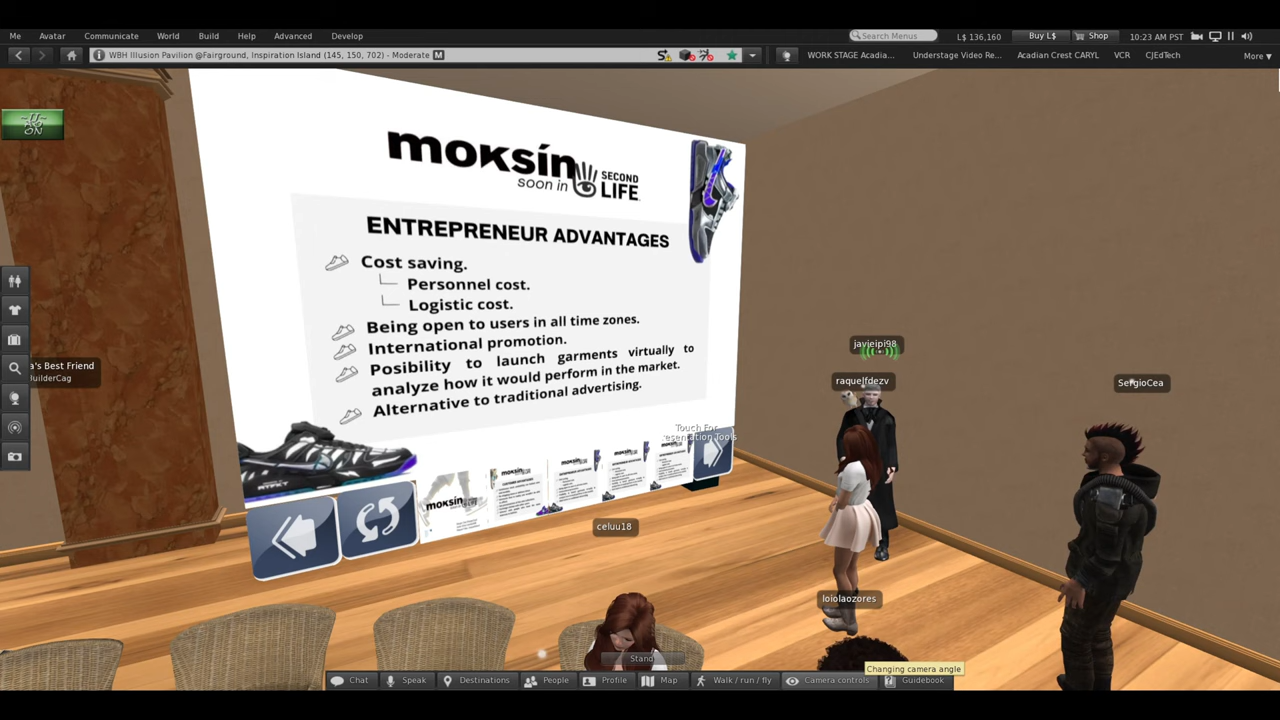 Me Avatar Communicate World Build Help Advanced Develop
Search Menus L$ 136,160 Buy L$ Shop 10:23 AM PST
WBH Illusion Pavilion @Fairground, Inspiration Island (145, 150, 702) - Moderate M
WORK STAGE Acadia... Understage Video Re... Acadian Crest CARYL VCR CJEdTech More
ON
moksín
soon in SECOND LIFE
ENTREPRENEUR ADVANTAGES
Cost saving.
Personnel cost.
Logistic cost.
Being open to users in all time zones.
International promotion.
Posibility to launch garments virtually to
analyze how it would perform in the market.
Alternative to traditional advertising.
a's Best Friend
uilderCag
javieipi98
raquelfdezv
SergioCea
Touch For
esentation Tools
moksín
celuu18
loiolaozores
Stand
Changing camera angle
Chat Speak Destinations People Profile Map Walk / run / fly Camera controls Guidebook